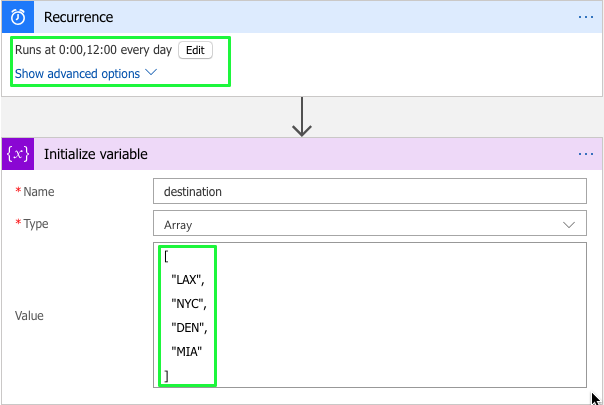 Recurrence
...
Runs at 0:00,12:00 every day Edit
Show advanced options
{x} Initialize variable
...
* Name destination
* Type Array
Value
[
"LAX",
"NYC",
"DEN",
"MIA"
]